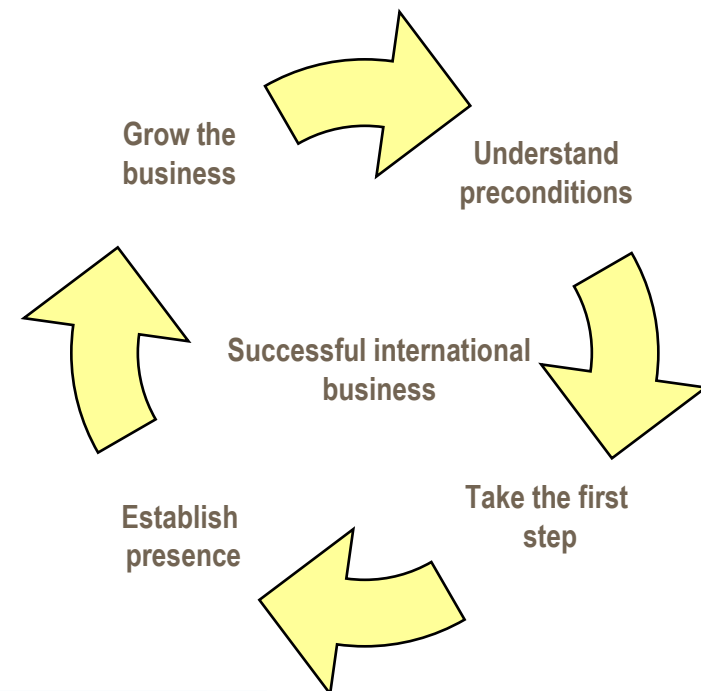 Grow the
business
Understand
preconditions
Successful international
business
Take the first
step
Establish
presence